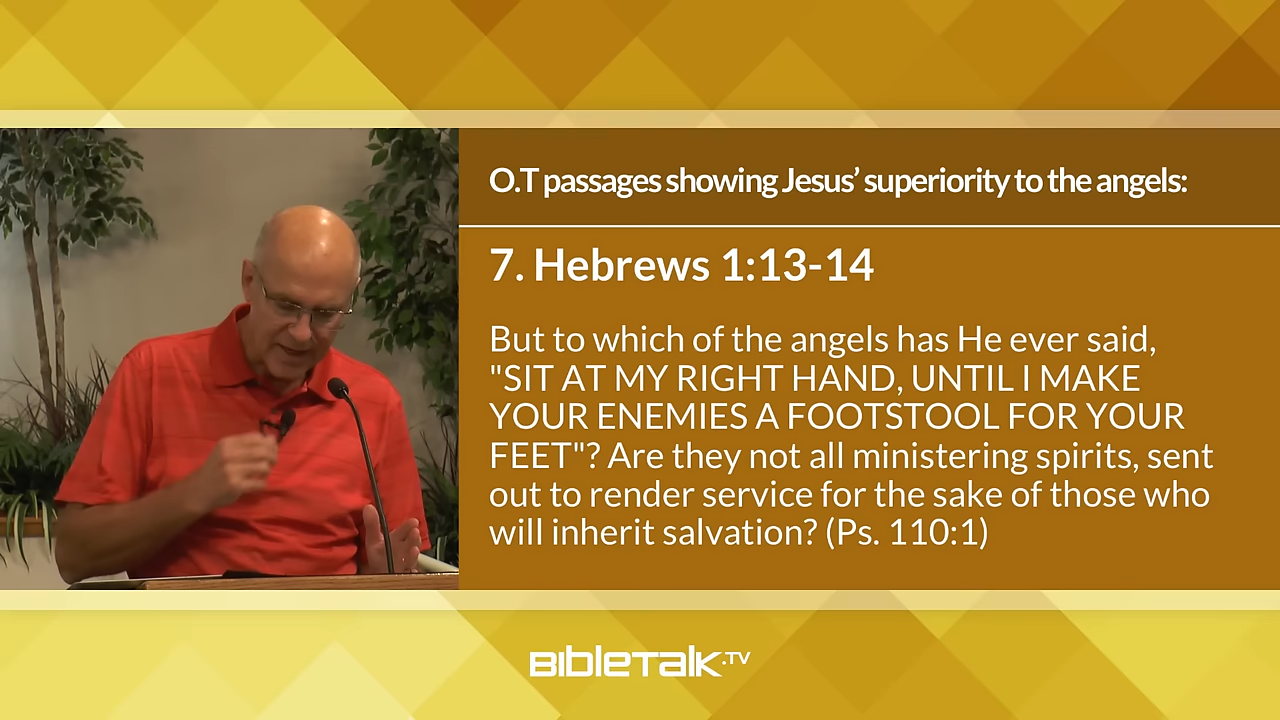 O.T passages showing Jesus’ superiority to the angels:
7. Hebrews 1:13-14
But to which of the angels has He ever said,
"SIT AT MY RIGHT HAND, UNTIL I MAKE
YOUR ENEMIES A FOOTSTOOL FOR YOUR
FEET"? Are they not all ministering spirits, sent
out to render service for the sake of those who
will inherit salvation? (Ps. 110:1)
BIBLETALK.TV